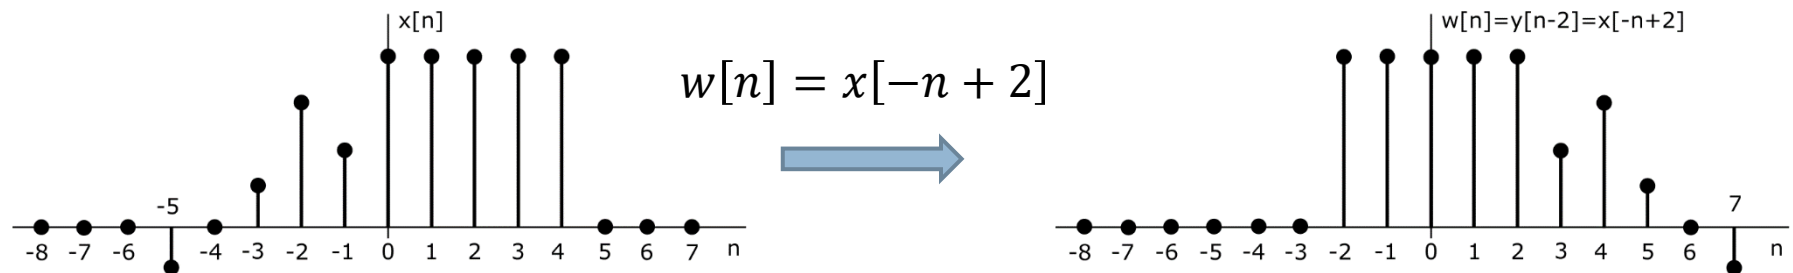 x[n]
w[n] = x[−n + 2]
w[n]=y[n-2]=x[-n+2]
-5
-8 -7 -6 -4 -3 -2 -1 0 1 2 3 4 5 6 7 n
7
-8 -7 -6 -5 -4 -3 -2 -1 0 1 2 3 4 5 6 n